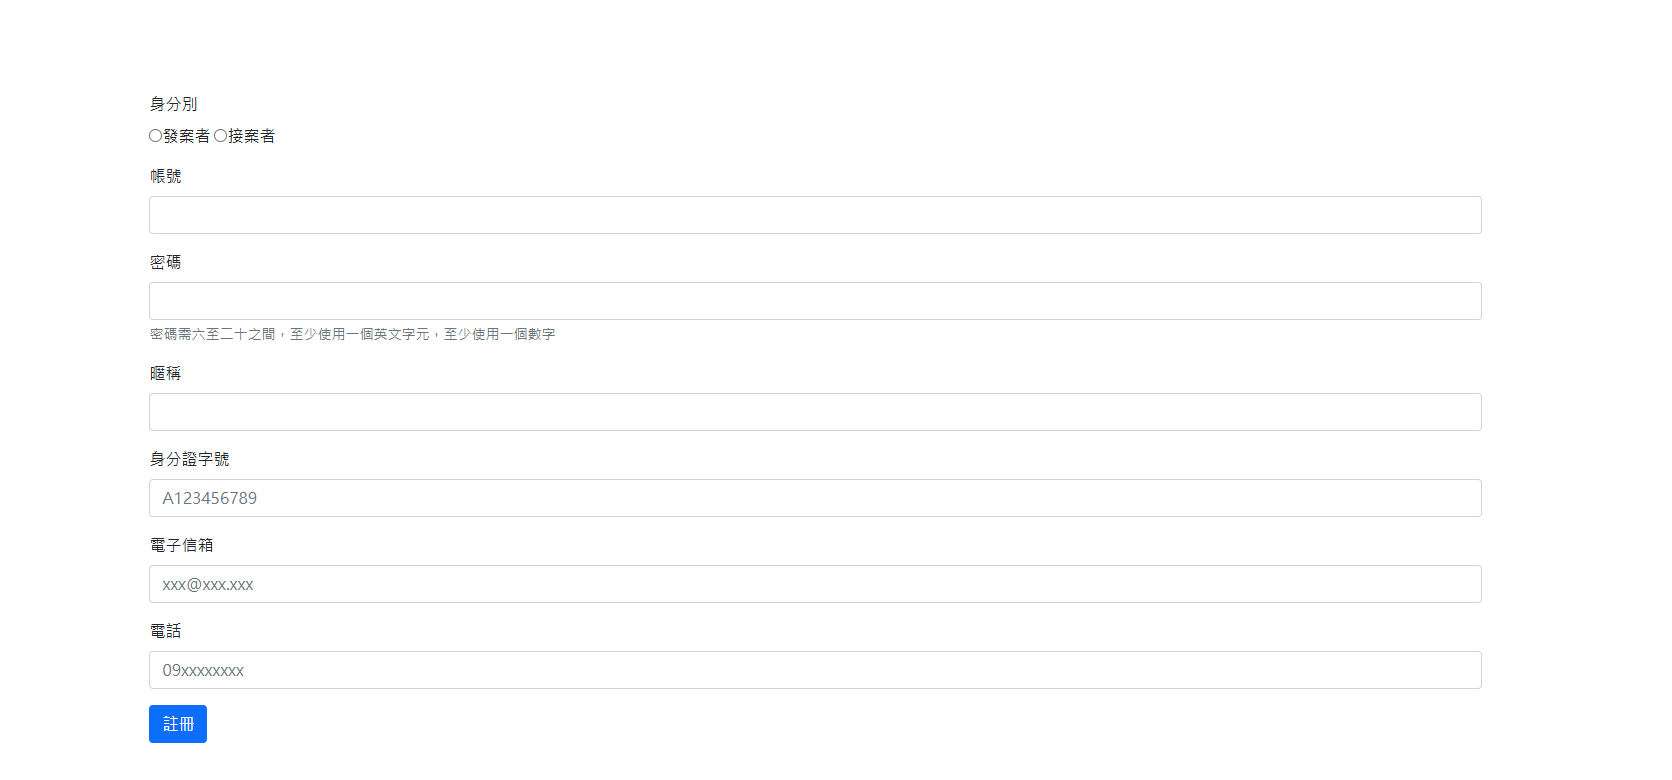 身分別
發案者 接案者
帳號
密碼
密碼需六至二十之間，至少使用一個英文字元，至少使用一個數字
暱稱
身分證字號
A123456789
電子信箱
xxx@xxx.xxx
電話
09xxxxxxxx
註冊